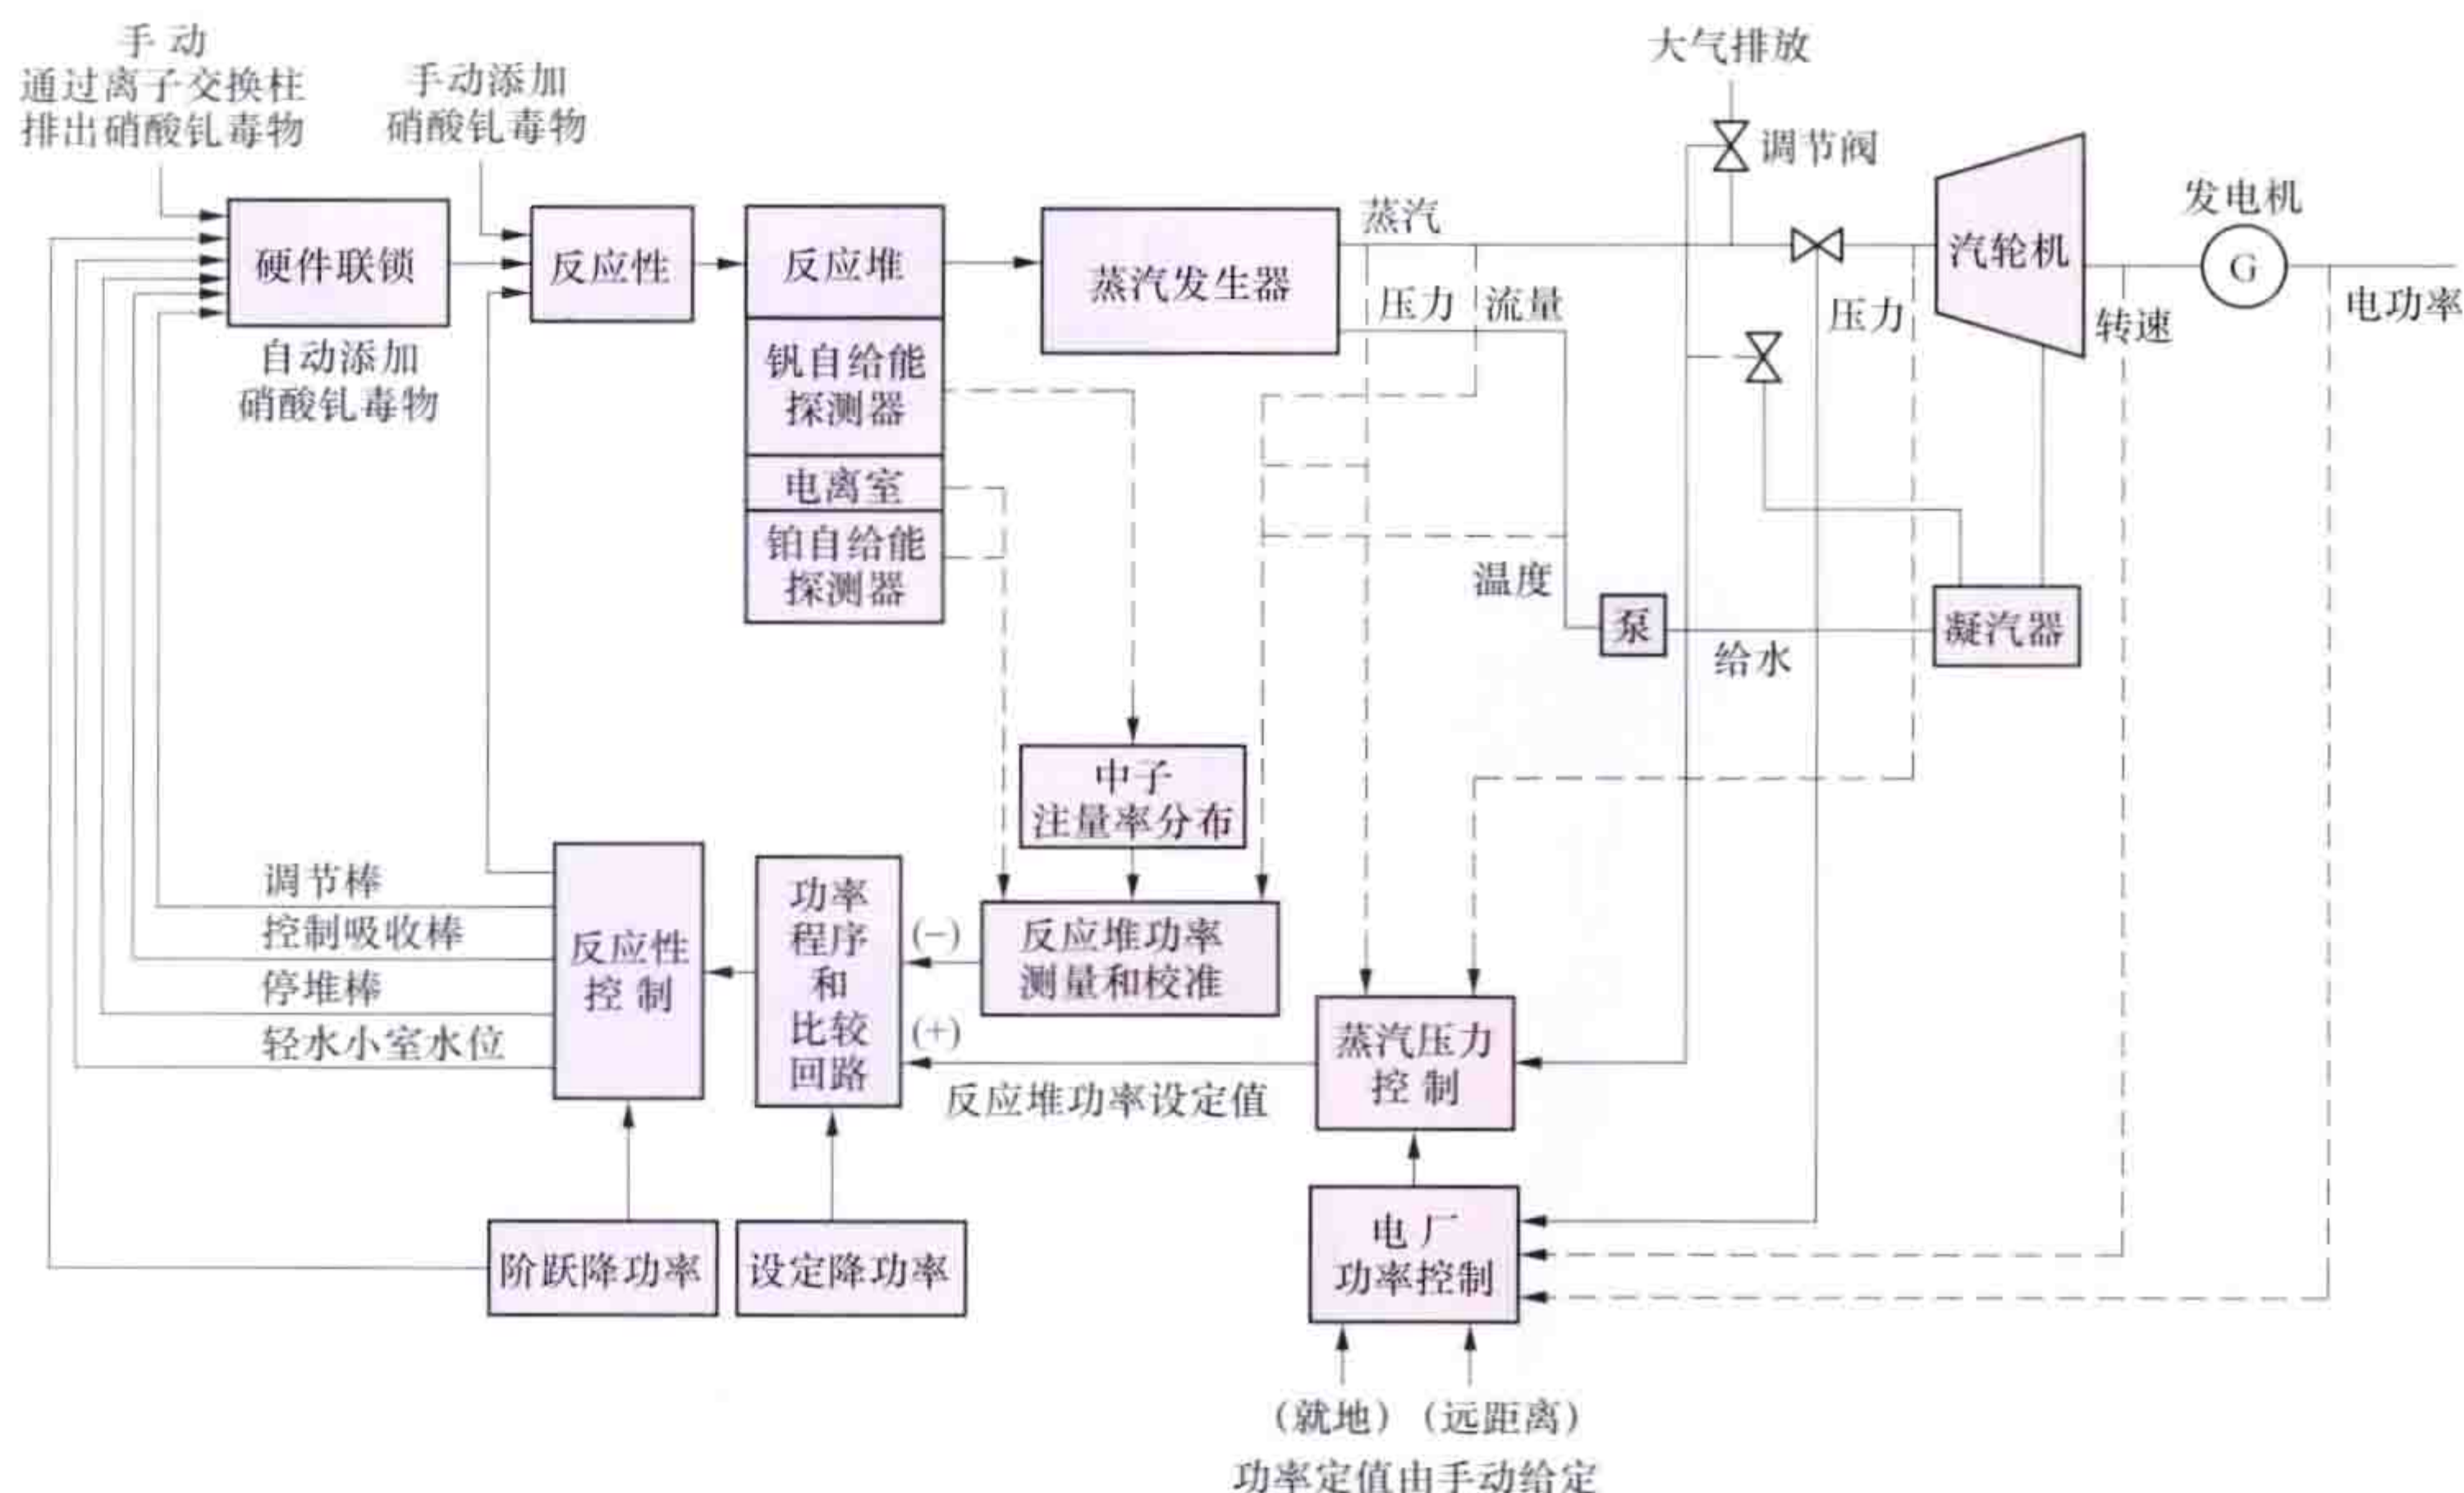 手 动
通过离子交换柱
排出硝酸钆毒物
手动添加
硝酸钆毒物
大气排放
调节阀
硬件联锁
自动添加
硝酸钆毒物
反应性
反应堆
钒自给能
探测器
电离室
铂自给能
探测器
蒸汽发生器
蒸汽
压力
流量
压力
汽轮机
转速
发电机
G
电功率
温度
泵
给水
凝汽器
中子
注量率分布
调节棒
控制吸收棒
停堆棒
轻水小室水位
反应性
控 制
功率
程序
和
比较
回路
(−)
(+)
反应堆功率
测量和校准
反应堆功率设定值
蒸汽压力
控 制
阶跃降功率
设定降功率
电 厂
功率控制
(就地)
(远距离)
功率定值由手动给定